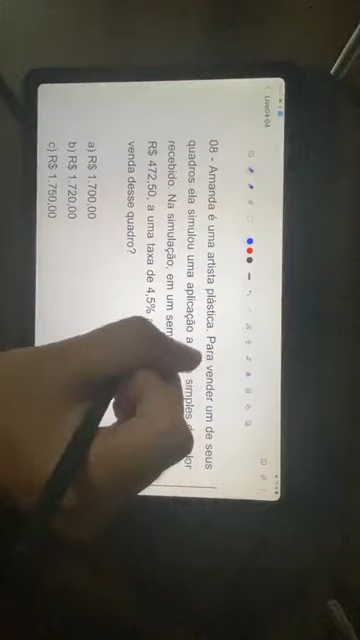 Live04-04
08 - Amanda é uma artista plástica. Para vender um de seus
quadros ela simulou uma aplicação a simples
recebido. Na simulação, em um
R$ 472,50, a uma taxa de 4,5%
venda desse quadro?
a) R$ 1.700,00
b) R$ 1.720,00
c) R$ 1.750,00